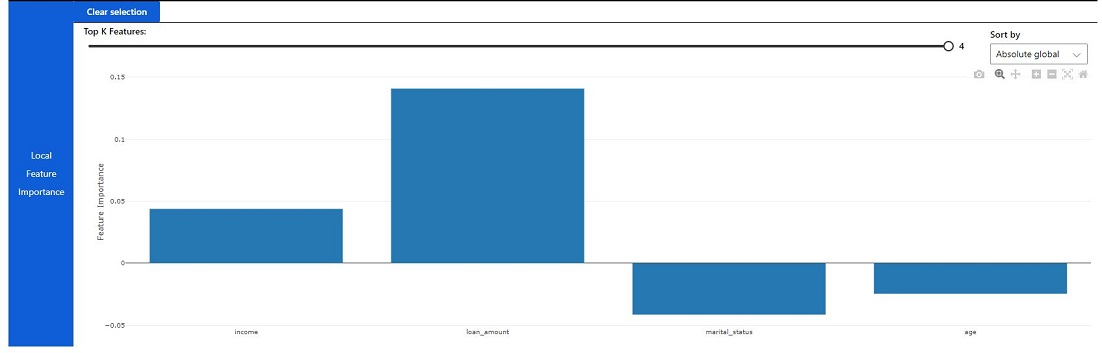 Clear selection
Top K Features:
4
Sort by
Absolute global
Local
Feature
Importance
Feature Importance
0.15
0.1
0.05
0
−0.05
income
loan_amount
marital_status
age